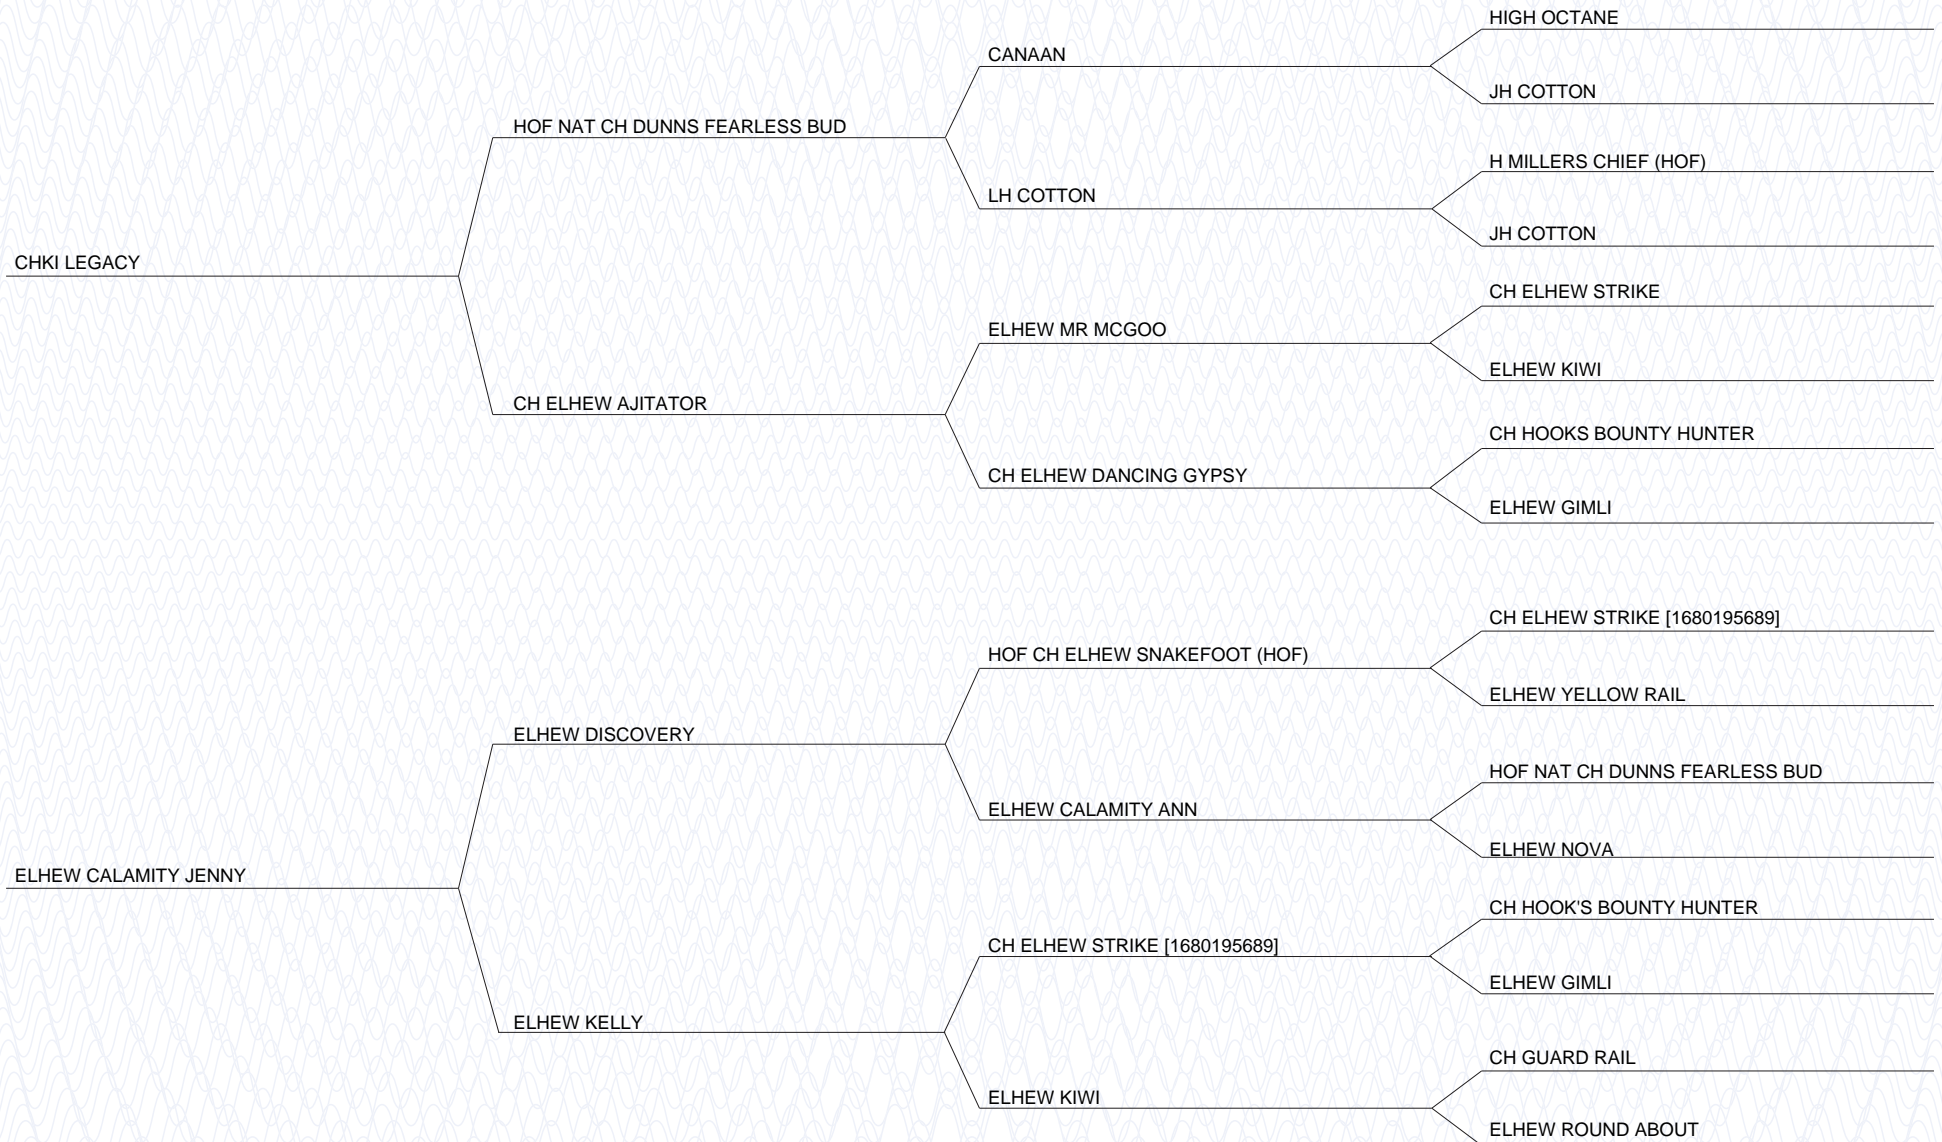 HIGH OCTANE
CANAAN
JH COTTON
HOF NAT CH DUNNS FEARLESS BUD
H MILLERS CHIEF (HOF)
LH COTTON
JH COTTON
CHKI LEGACY
CH ELHEW STRIKE
ELHEW MR MCGOO
ELHEW KIWI
CH ELHEW AJITATOR
CH HOOKS BOUNTY HUNTER
CH ELHEW DANCING GYPSY
ELHEW GIMLI
CH ELHEW STRIKE [1680195689]
HOF CH ELHEW SNAKEFOOT (HOF)
ELHEW YELLOW RAIL
ELHEW DISCOVERY
HOF NAT CH DUNNS FEARLESS BUD
ELHEW CALAMITY ANN
ELHEW NOVA
ELHEW CALAMITY JENNY
CH HOOK'S BOUNTY HUNTER
CH ELHEW STRIKE [1680195689]
ELHEW GIMLI
ELHEW KELLY
CH GUARD RAIL
ELHEW KIWI
ELHEW ROUND ABOUT